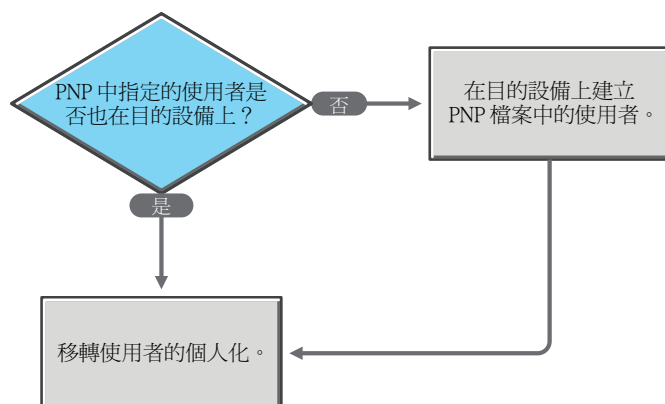 PNP 中指定的使用者是
否也在目的設備上？
否
在目的設備上建立
PNP 檔案中的使用者。
是
移轉使用者的個人化。